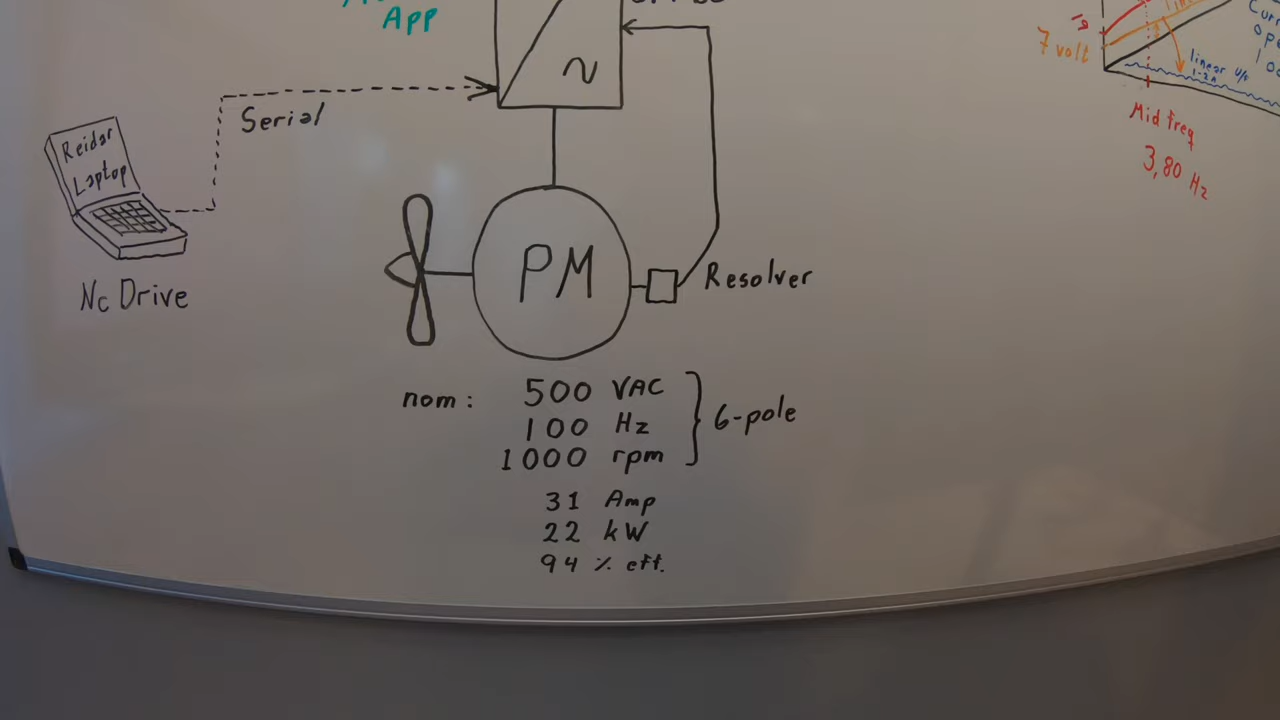 App
Serial
Reidar
Laptop
Nc Drive
PM
Resolver
nom: 500 VAC
100 Hz
1000 rpm
6-pole
31 Amp
22 kW
94 % eff.
7 volt
linear u/f
Mid freq
3,80 Hz